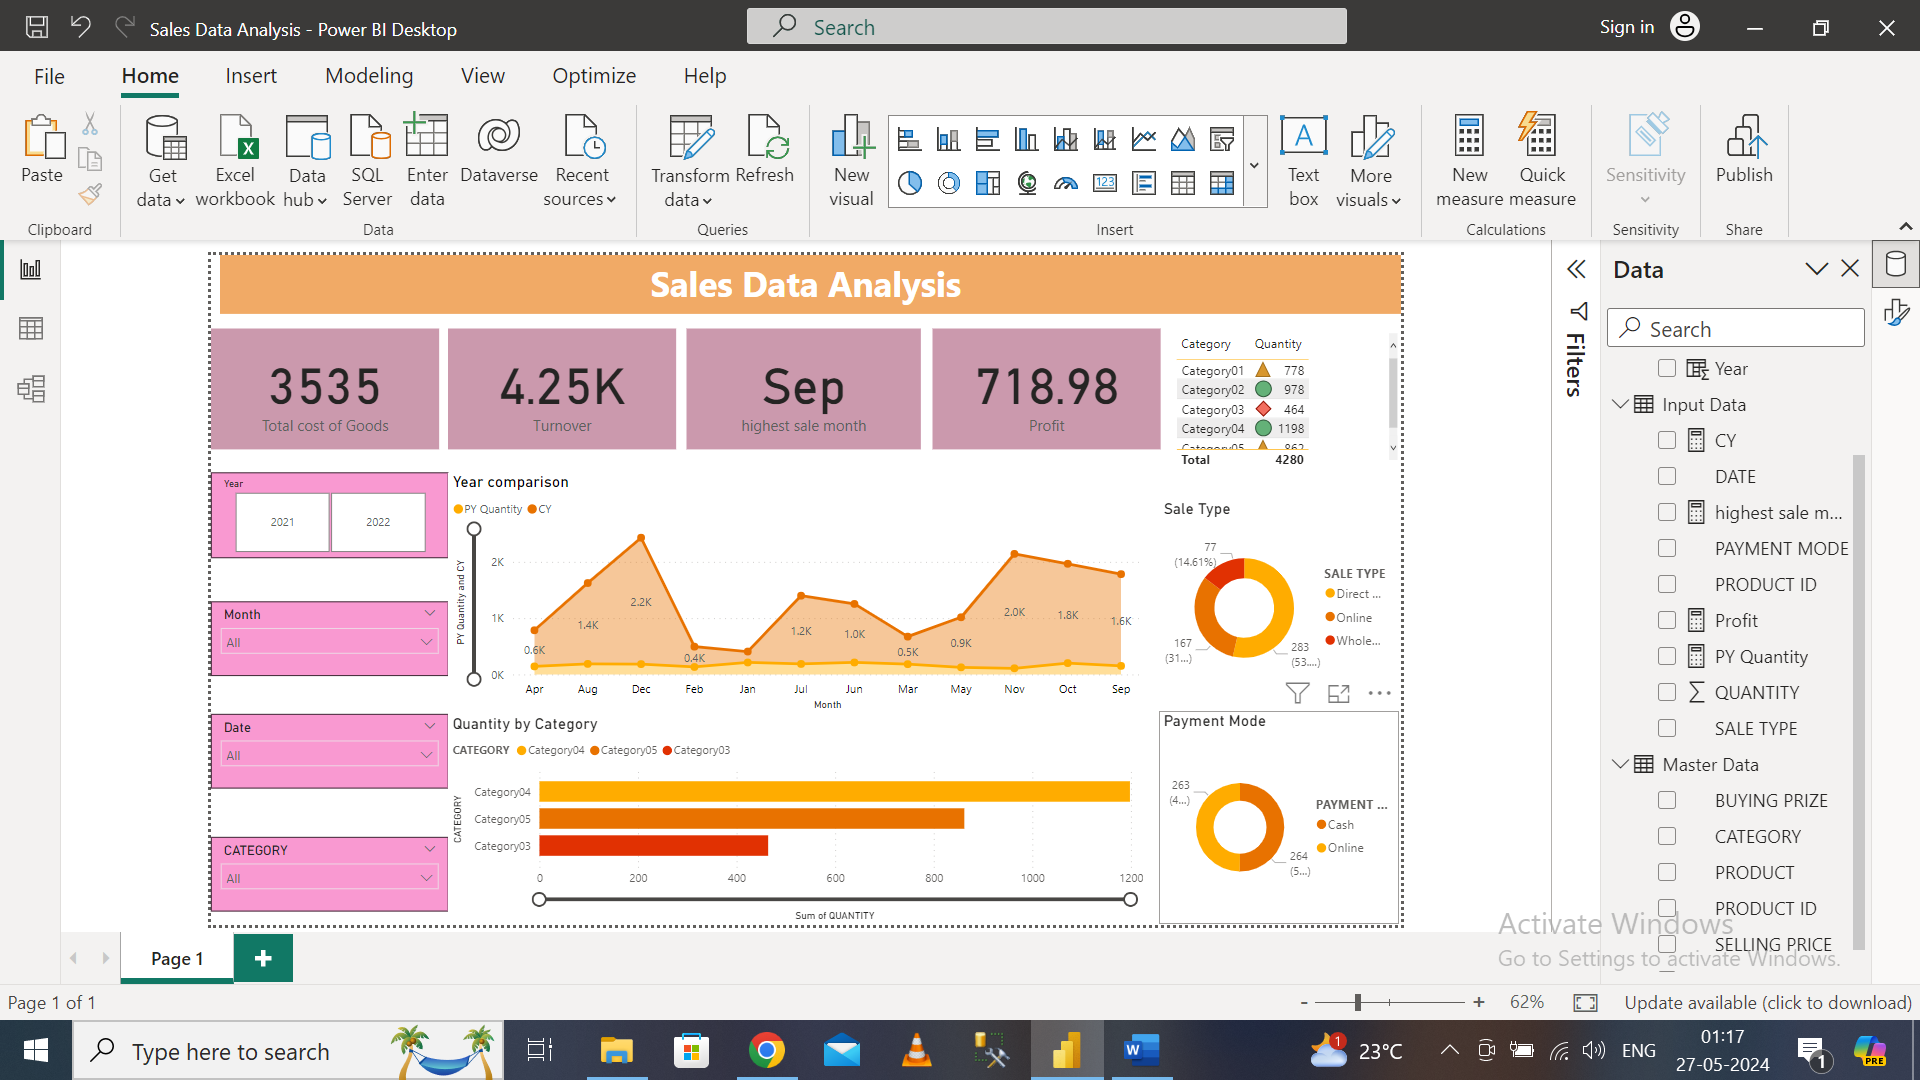 Sales Data Analysis - Power BI Desktop
Search
Sign in
File
Home
Insert
Modeling
View
Optimize
Help
Paste
Get data
Excel workbook
Data hub
SQL Server
Enter data
Dataverse
Recent sources
Transform data
Refresh
New visual
Text box
More visuals
New measure
Quick measure
Sensitivity
Publish
Clipboard
Data
Queries
Insert
Calculations
Sensitivity
Share
Sales Data Analysis
3535
Total cost of Goods
4.25K
Turnover
Sep
highest sale month
718.98
Profit
Category Quantity
Category01 778
Category02 978
Category03 464
Category04 1198
Category05 862
Total 4280
Year
2021
2022
Month
All
Date
All
CATEGORY
All
Year comparison
PY Quantity CY
PY Quantity and CY
2K
1K
0K
0.6K
1.4K
2.2K
0.4K
1.2K
1.0K
0.5K
0.9K
2.0K
1.8K
1.6K
Apr Aug Dec Feb Jan Jul Jun Mar May Nov Oct Sep
Month
Sale Type
77
(14.61%)
167
(31...)
283
(53....)
SALE TYPE
Direct ...
Online
Whole...
Quantity by Category
CATEGORY Category04 Category05 Category03
CATEGORY
Category04
Category05
Category03
0 200 400 600 800 1000 1200
Sum of QUANTITY
Payment Mode
263
(4...)
264
(5...)
PAYMENT ...
Cash
Online
Filters
Data
Search
Year
Input Data
CY
DATE
highest sale m...
PAYMENT MODE
PRODUCT ID
Profit
PY Quantity
QUANTITY
SALE TYPE
Master Data
BUYING PRIZE
CATEGORY
PRODUCT
PRODUCT ID
SELLING PRICE
Activate Windows
Go to Settings to activate Windows.
Page 1
Page 1 of 1
- + 62%
Update available (click to download)
Type here to search
1
23°C
ENG
01:17
27-05-2024
1
PRE